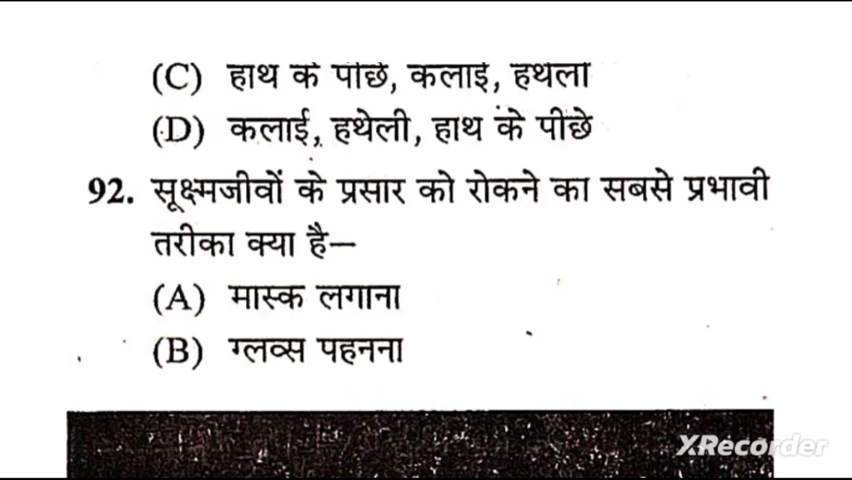 (C) हाथ के पीछे, कलाई, हथेली
(D) कलाई, हथेली, हाथ के पीछे
92. सूक्ष्मजीवों के प्रसार को रोकने का सबसे प्रभावी
तरीका क्या है—
(A) मास्क लगाना
(B) ग्लव्स पहनना
XRecorder